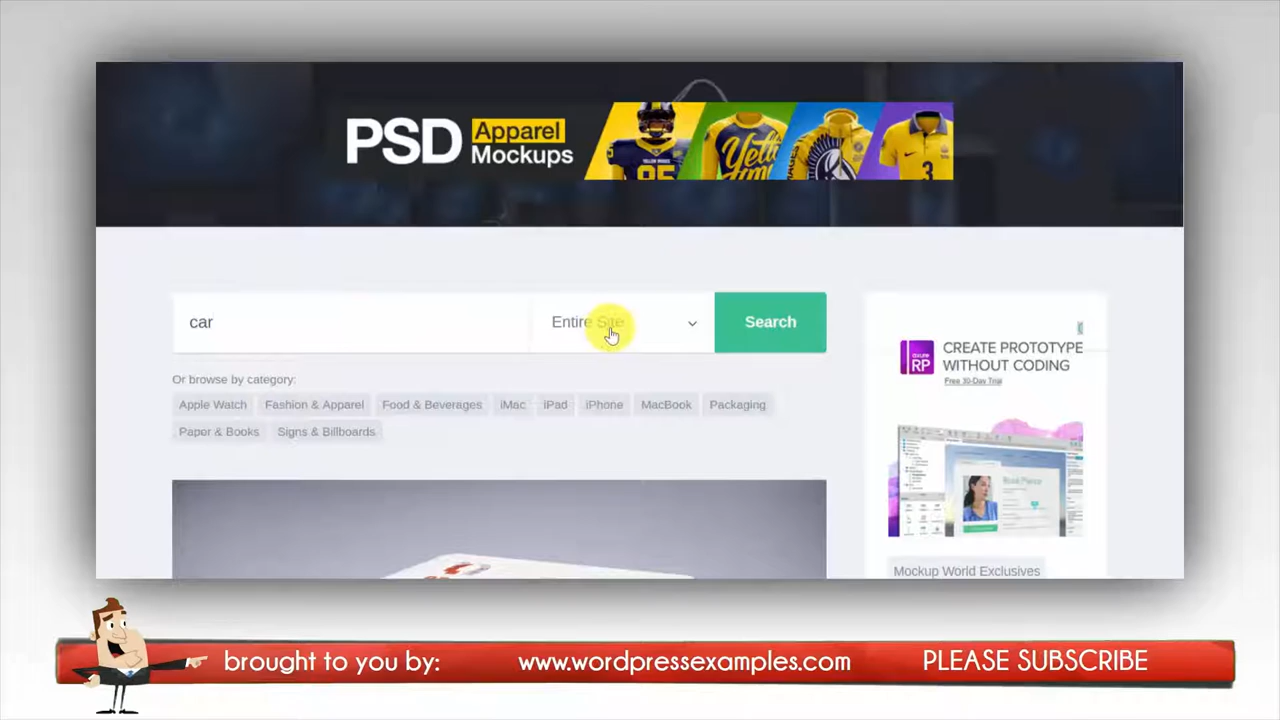 PSD Apparel Mockups
car
Entire Site
Search
Or browse by category:
Apple Watch Fashion & Apparel Food & Beverages iMac iPad iPhone MacBook Packaging
Paper & Books Signs & Billboards
axure RP
CREATE PROTOTYPE
WITHOUT CODING
Free 30-Day Trial
Mockup World Exclusives
brought to you by: www.wordpressexamples.com PLEASE SUBSCRIBE